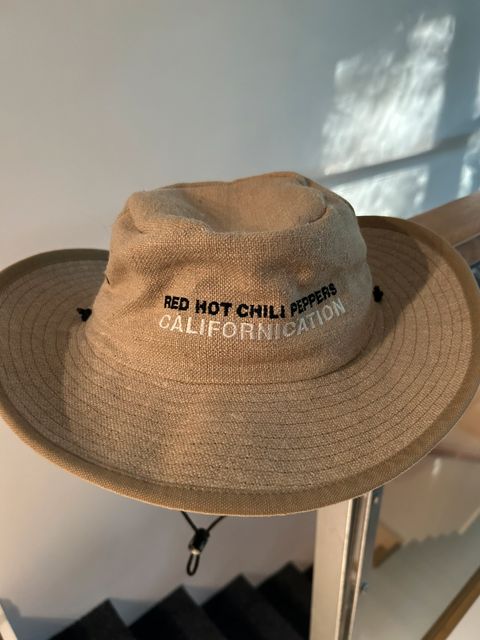 RED HOT CHILI PEPPERS
CALIFORNICATION